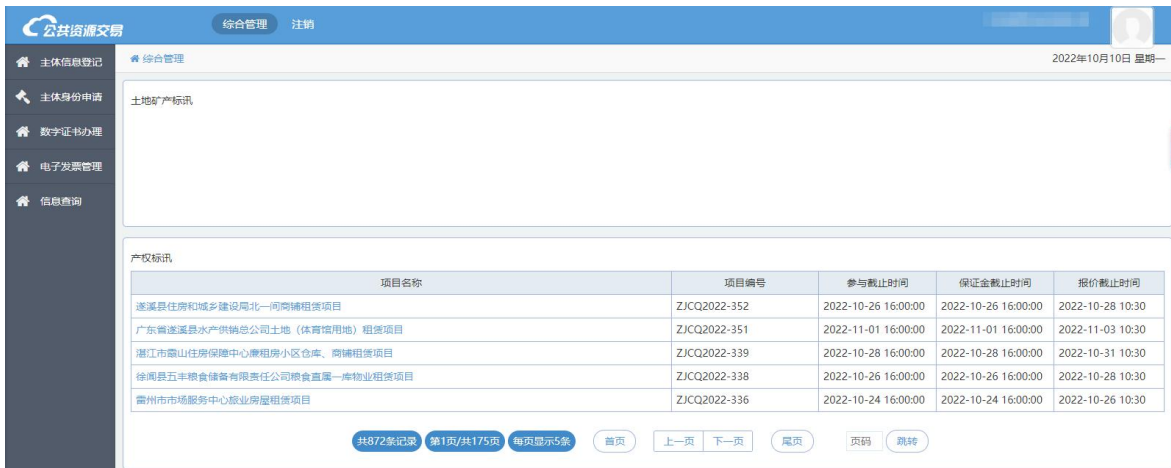 公共资源交易 综合管理 注销
主体信息登记 综合管理 2022年10月10日 星期一
主体身份申请
土地矿产标讯
数字证书办理
电子发票管理
信息查询
产权标讯
项目名称 项目编号 参与截止时间 保证金截止时间 报价截止时间
遂溪县住房和城乡建设局北一间商铺租赁项目 ZJCQ2022-352 2022-10-26 16:00:00 2022-10-26 16:00:00 2022-10-28 10:30
广东省遂溪县水产供销总公司土地（体育馆用地）租赁项目 ZJCQ2022-351 2022-11-01 16:00:00 2022-11-01 16:00:00 2022-11-03 10:30
湛江市霞山住房保障中心廉租房小区仓库、商铺租赁项目 ZJCQ2022-339 2022-10-28 16:00:00 2022-10-28 16:00:00 2022-10-31 10:30
徐闻县五丰粮食储备有限责任公司粮食直属一库物业租赁项目 ZJCQ2022-338 2022-10-26 16:00:00 2022-10-26 16:00:00 2022-10-28 10:30
雷州市市场服务中心旅业房屋租赁项目 ZJCQ2022-336 2022-10-24 16:00:00 2022-10-24 16:00:00 2022-10-26 10:30
共872条记录 第1页/共175页 每页显示5条 首页 上一页 下一页 尾页 页码 跳转